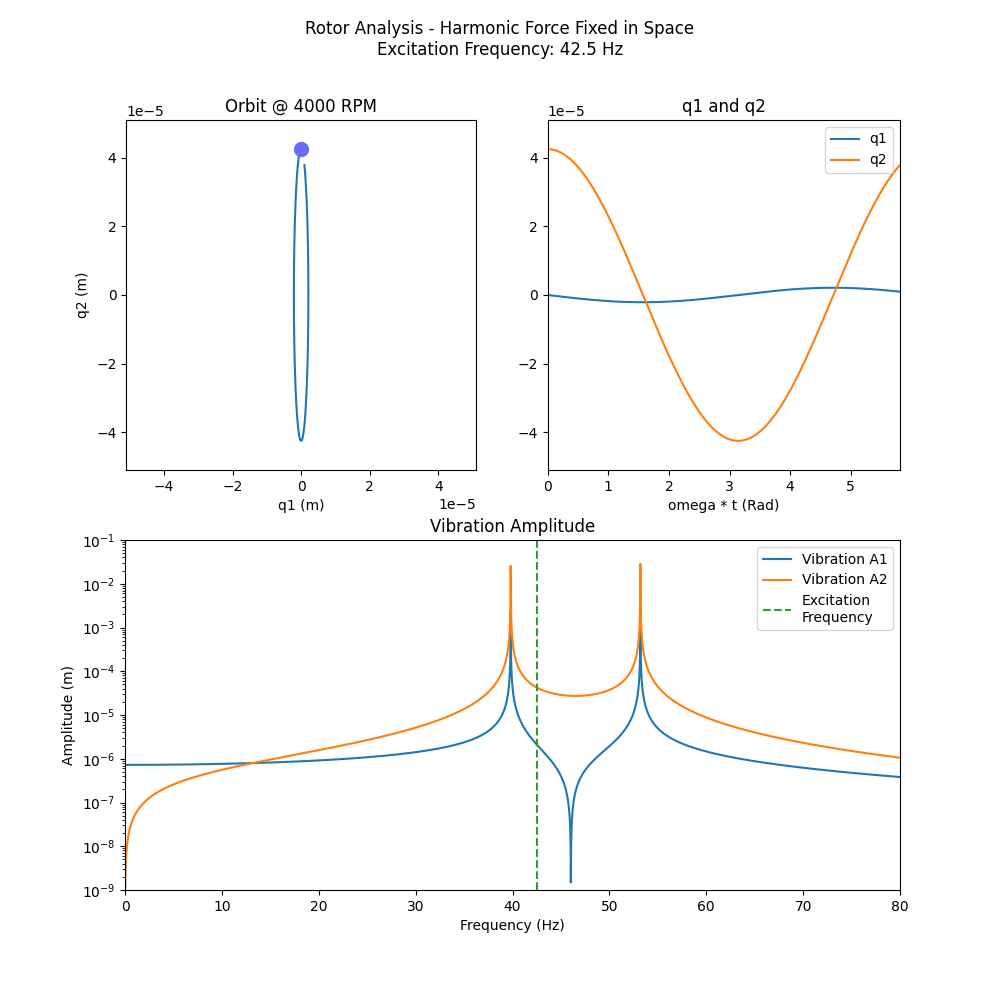 Rotor Analysis - Harmonic Force Fixed in Space
Excitation Frequency: 42.5 Hz
Orbit @ 4000 RPM
1e−5
4
2
0
−2
−4
q2 (m)
−4
−2
0
2
4
1e−5
q1 (m)
q1 and q2
1e−5
4
2
0
−2
−4
q1
q2
0
1
2
3
4
5
omega * t (Rad)
Vibration Amplitude
10⁻¹
10⁻²
10⁻³
10⁻⁴
10⁻⁵
10⁻⁶
10⁻⁷
10⁻⁸
10⁻⁹
Amplitude (m)
Vibration A1
Vibration A2
Excitation
Frequency
0
10
20
30
40
50
60
70
80
Frequency (Hz)